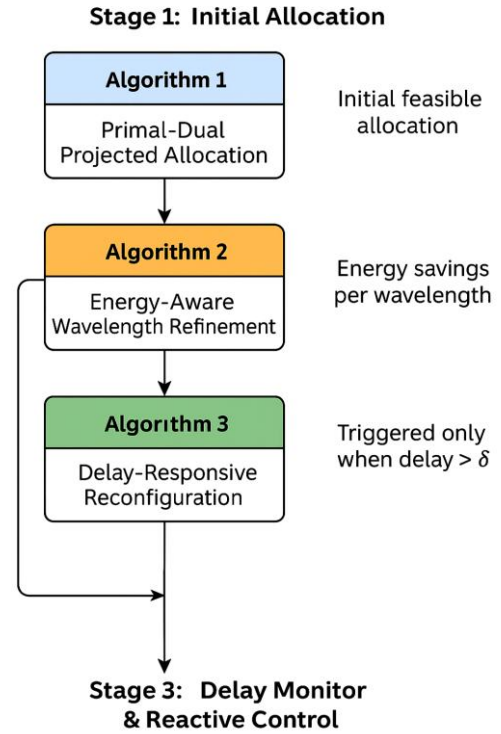 Stage 1: Initial Allocation
Algorithm 1
Primal-Dual
Projected Allocation
Initial feasible
allocation
Algorithm 2
Energy-Aware
Wavelength Refinement
Energy savings
per wavelength
Algorıthm 3
Delay-Responsive
Reconfiguration
Triggered only
when delay > δ
Stage 3: Delay Monitor
& Reactive Control